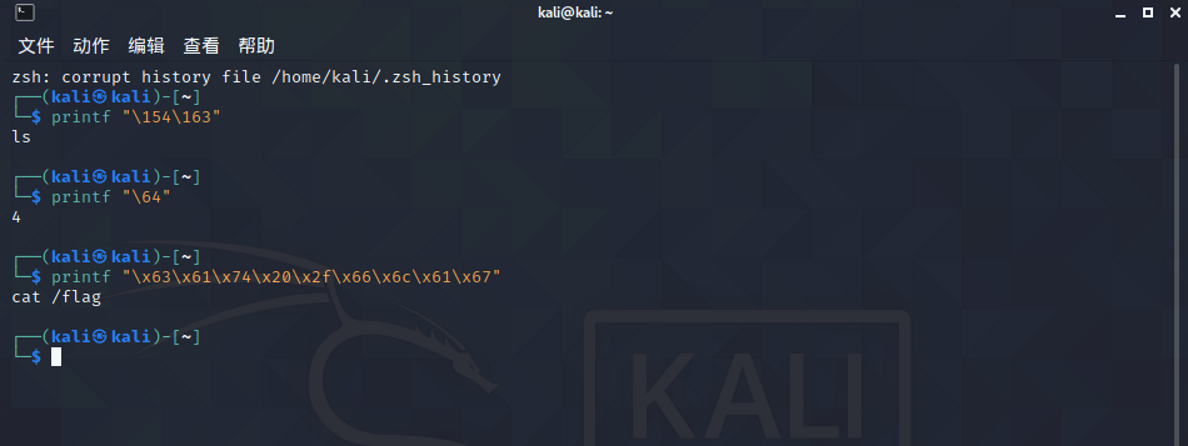 kali@kali: ~
文件 动作 编辑 查看 帮助
zsh: corrupt history file /home/kali/.zsh_history
┌──(kali㉿kali)-[~]
└─$ printf "\154\163"
ls
┌──(kali㉿kali)-[~]
└─$ printf "\64"
4
┌──(kali㉿kali)-[~]
└─$ printf "\x63\x61\x74\x20\x2f\x66\x6c\x61\x67"
cat /flag
┌──(kali㉿kali)-[~]
└─$
KALI